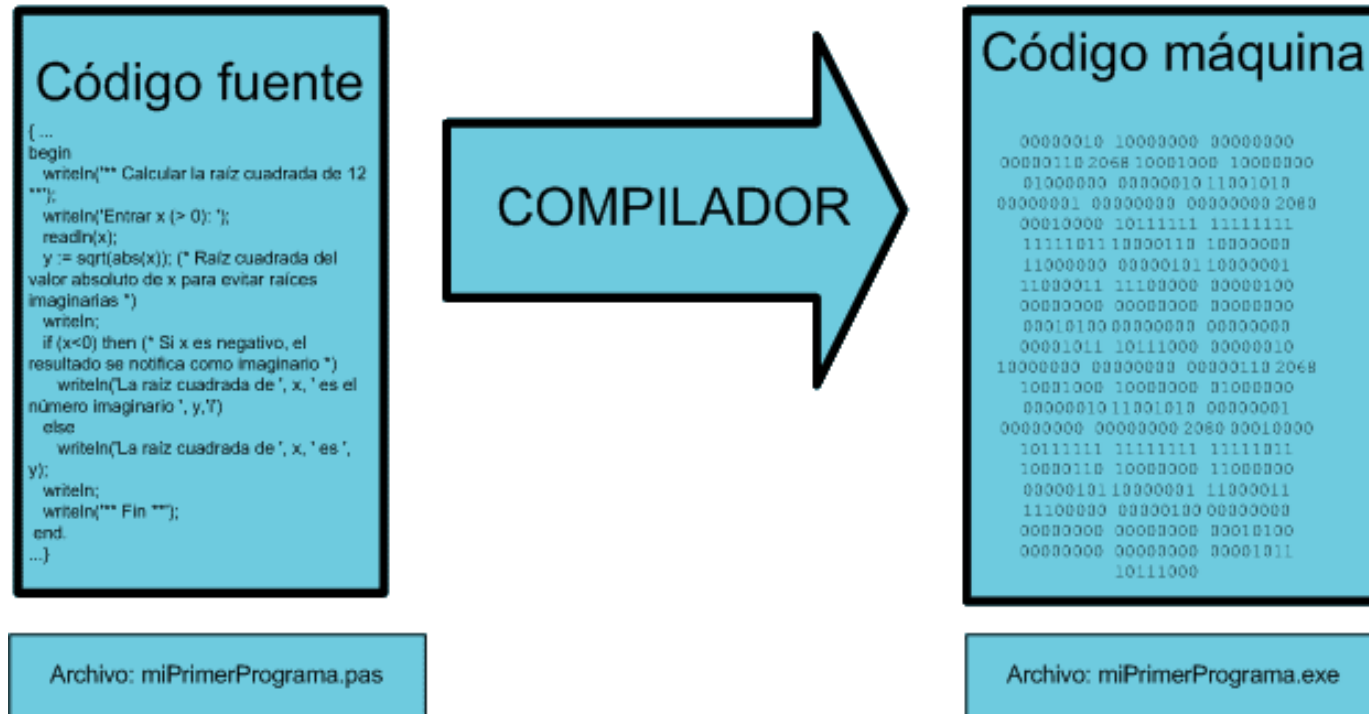 Código fuente
{ ...
begin
writeln('** Calcular la raíz cuadrada de 12
**');
writeln('Entrar x (> 0): ');
readln(x);
y := sqrt(abs(x)); (* Raíz cuadrada del
valor absoluto de x para evitar raíces
imaginarias *)
writeln;
if (x<0) then (* Si x es negativo, el
resultado se notifica como imaginario *)
writeln('La raíz cuadrada de ', x, ' es el
número imaginario ', y,'i')
else
writeln('La raíz cuadrada de ', x, ' es ',
y);
writeln;
writeln('** Fin **');
end.
...}
COMPILADOR
Código máquina
00000010 10000000 00000000
00000110 2068 10001000 10000000
01000000 00000010 11001010
00000001 00000000 00000000 2060
00010000 10111111 11111111
11111011 10000110 10000000
11000000 00000101 10000001
11000011 11100000 00000100
00000000 00000000 00000000
00010100 00000000 00000000
00001011 10111000 00000010
10000000 00000000 00000110 2068
10001000 10000000 01000000
00000010 11001010 00000001
00000000 00000000 2060 00010000
10111111 11111111 11111011
10000110 10000000 11000000
00000101 10000001 11000011
11100000 00000100 00000000
00000000 00000000 00010100
00000000 00000000 00001011
10111000
Archivo: miPrimerPrograma.pas
Archivo: miPrimerPrograma.exe